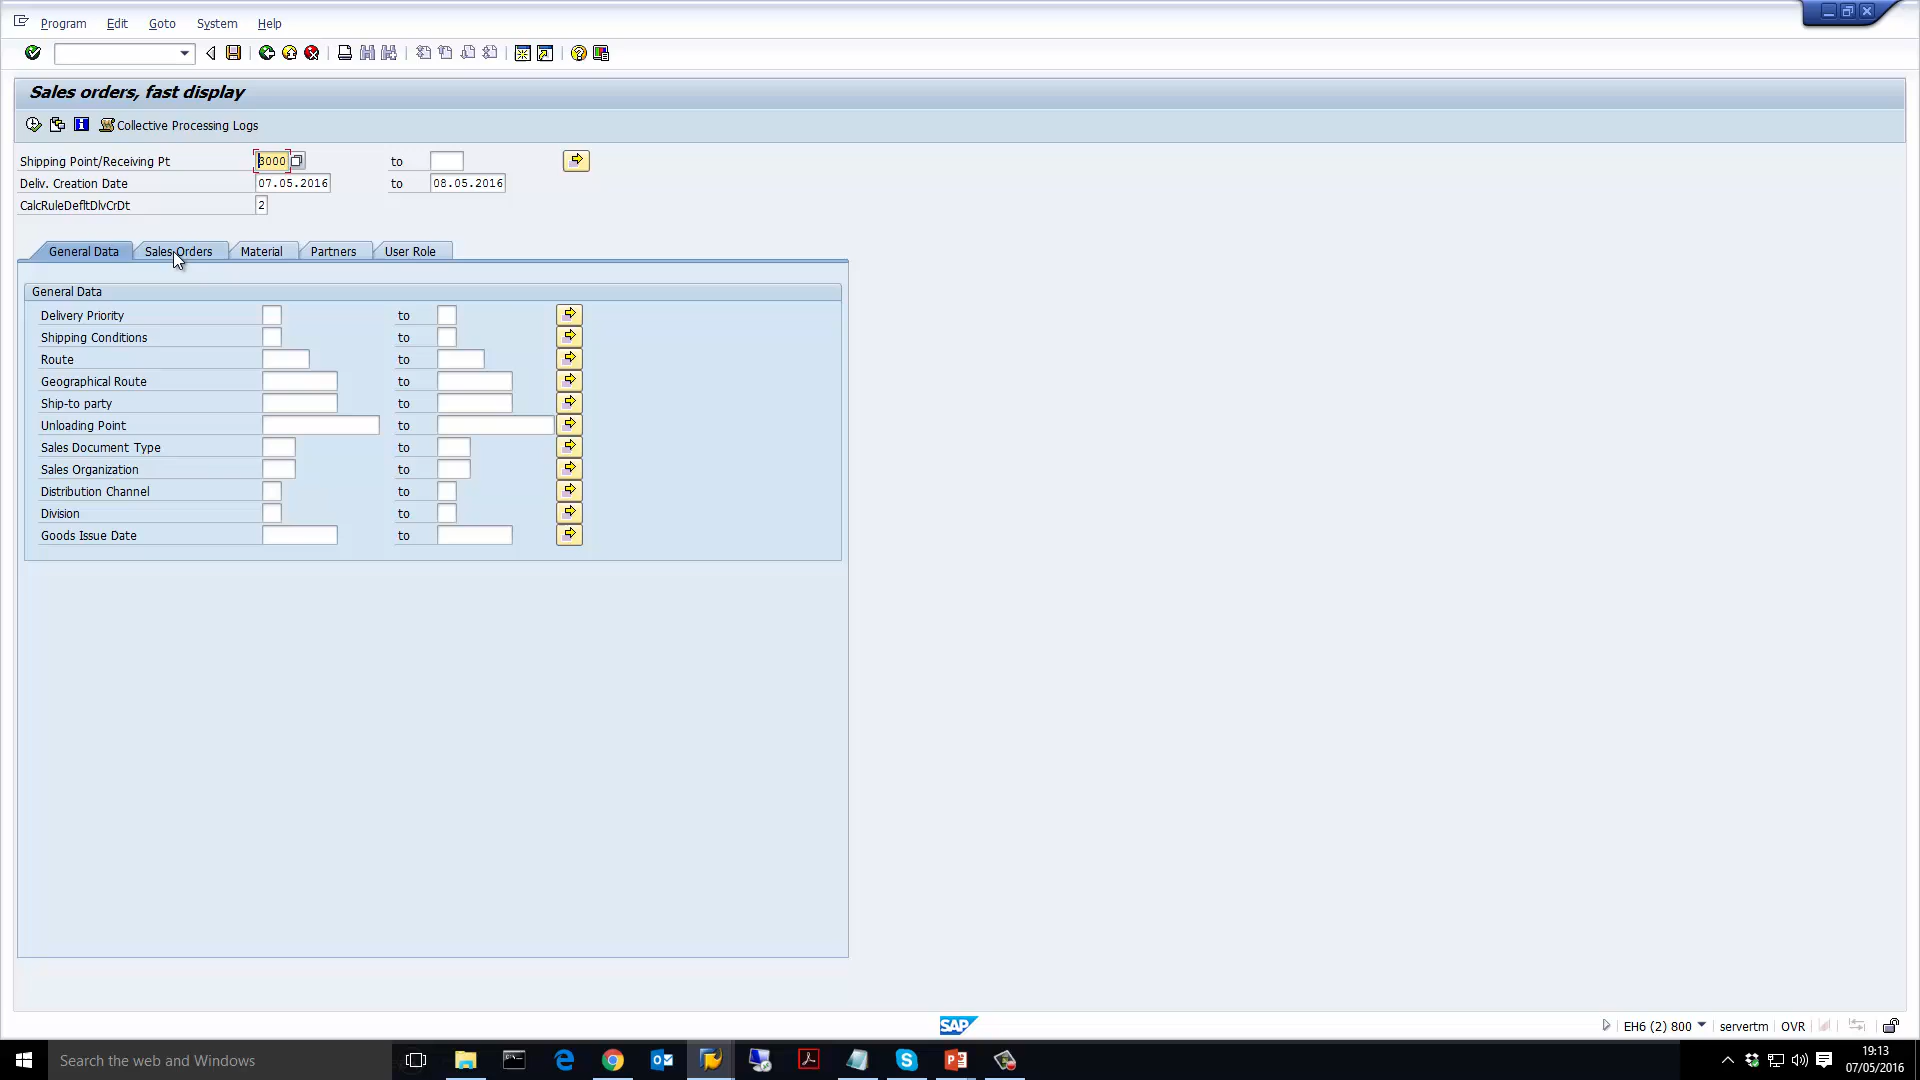 Program Edit Goto System Help
Sales orders, fast display
Collective Processing Logs
Shipping Point/Receiving Pt 3000 to
Deliv. Creation Date 07.05.2016 to 08.05.2016
CalcRuleDefltDlvCrDt 2
General Data Sales Orders Material Partners User Role
General Data
Delivery Priority to
Shipping Conditions to
Route to
Geographical Route to
Ship-to party to
Unloading Point to
Sales Document Type to
Sales Organization to
Distribution Channel to
Division to
Goods Issue Date to
SAP
EH6 (2) 800 servertm OVR
Search the web and Windows
19:13
07/05/2016